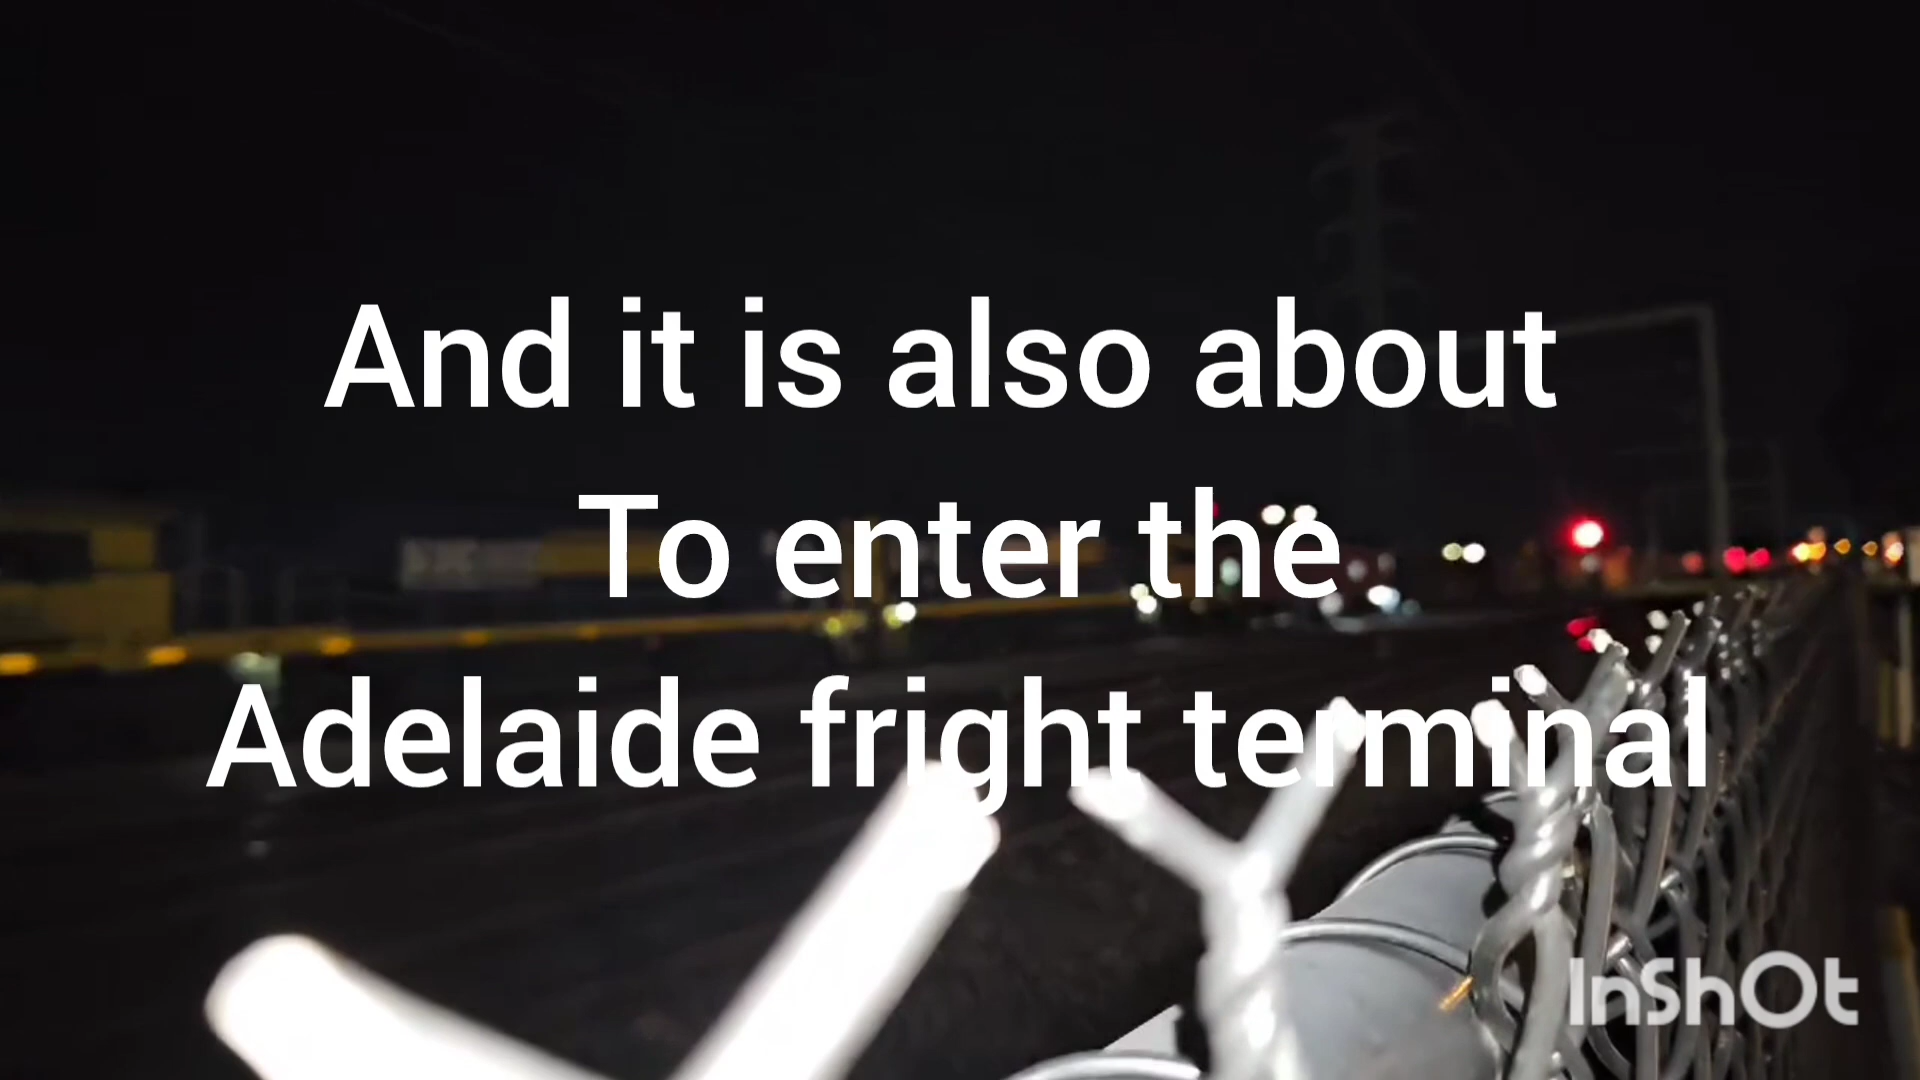 And it is also about
To enter the
Adelaide fright terminal
InShOt